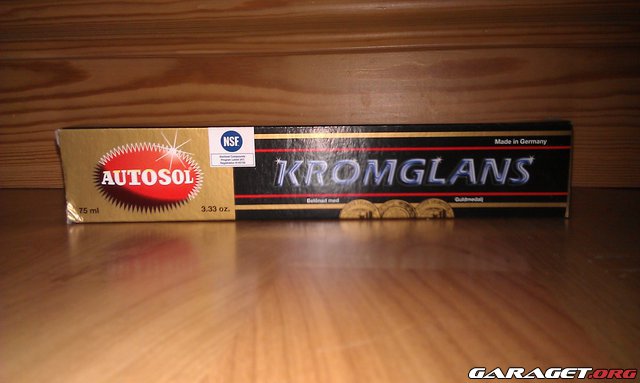 AUTOSOL
75 ml
3.33 oz.
NSF
Made in Germany
KROMGLANS
Belönad med
Guldmedalj
GARAGET.ORG